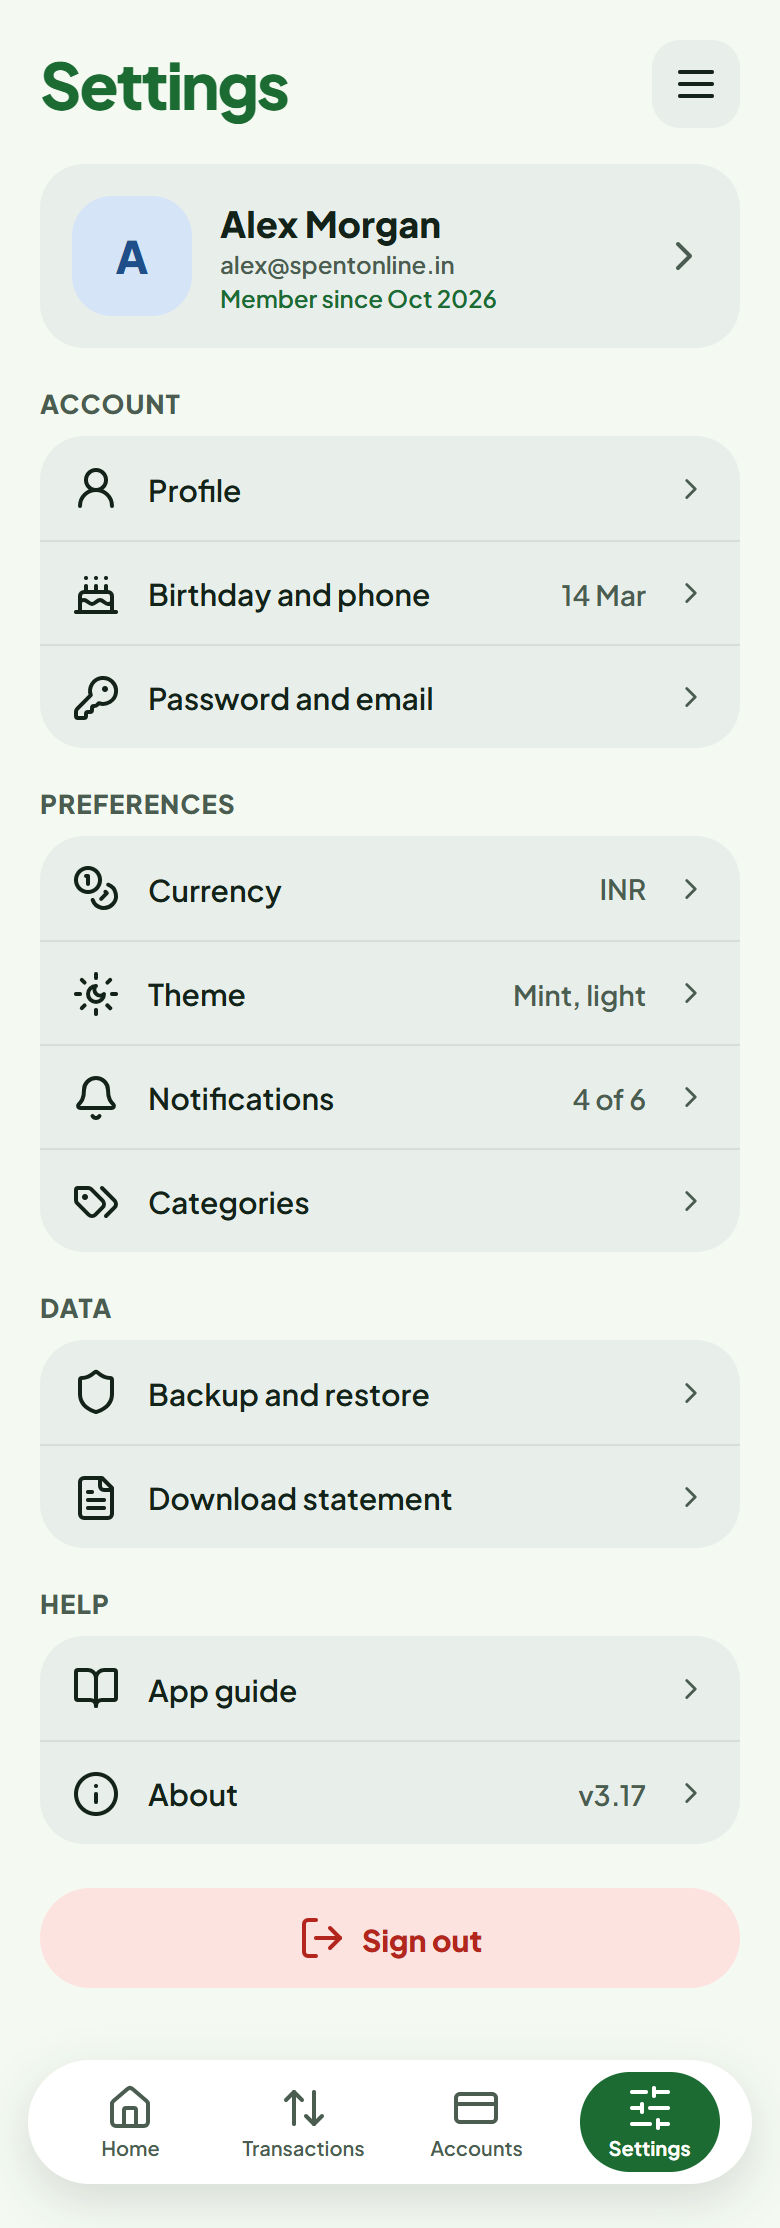 Settings
A
Alex Morgan
alex@spentonline.in
Member since Oct 2026
ACCOUNT
Profile
Birthday and phone 14 Mar
Password and email
PREFERENCES
Currency INR
Theme Mint, light
Notifications 4 of 6
Categories
DATA
Backup and restore
Download statement
HELP
App guide
About v3.17
Sign out
Home Transactions Accounts Settings